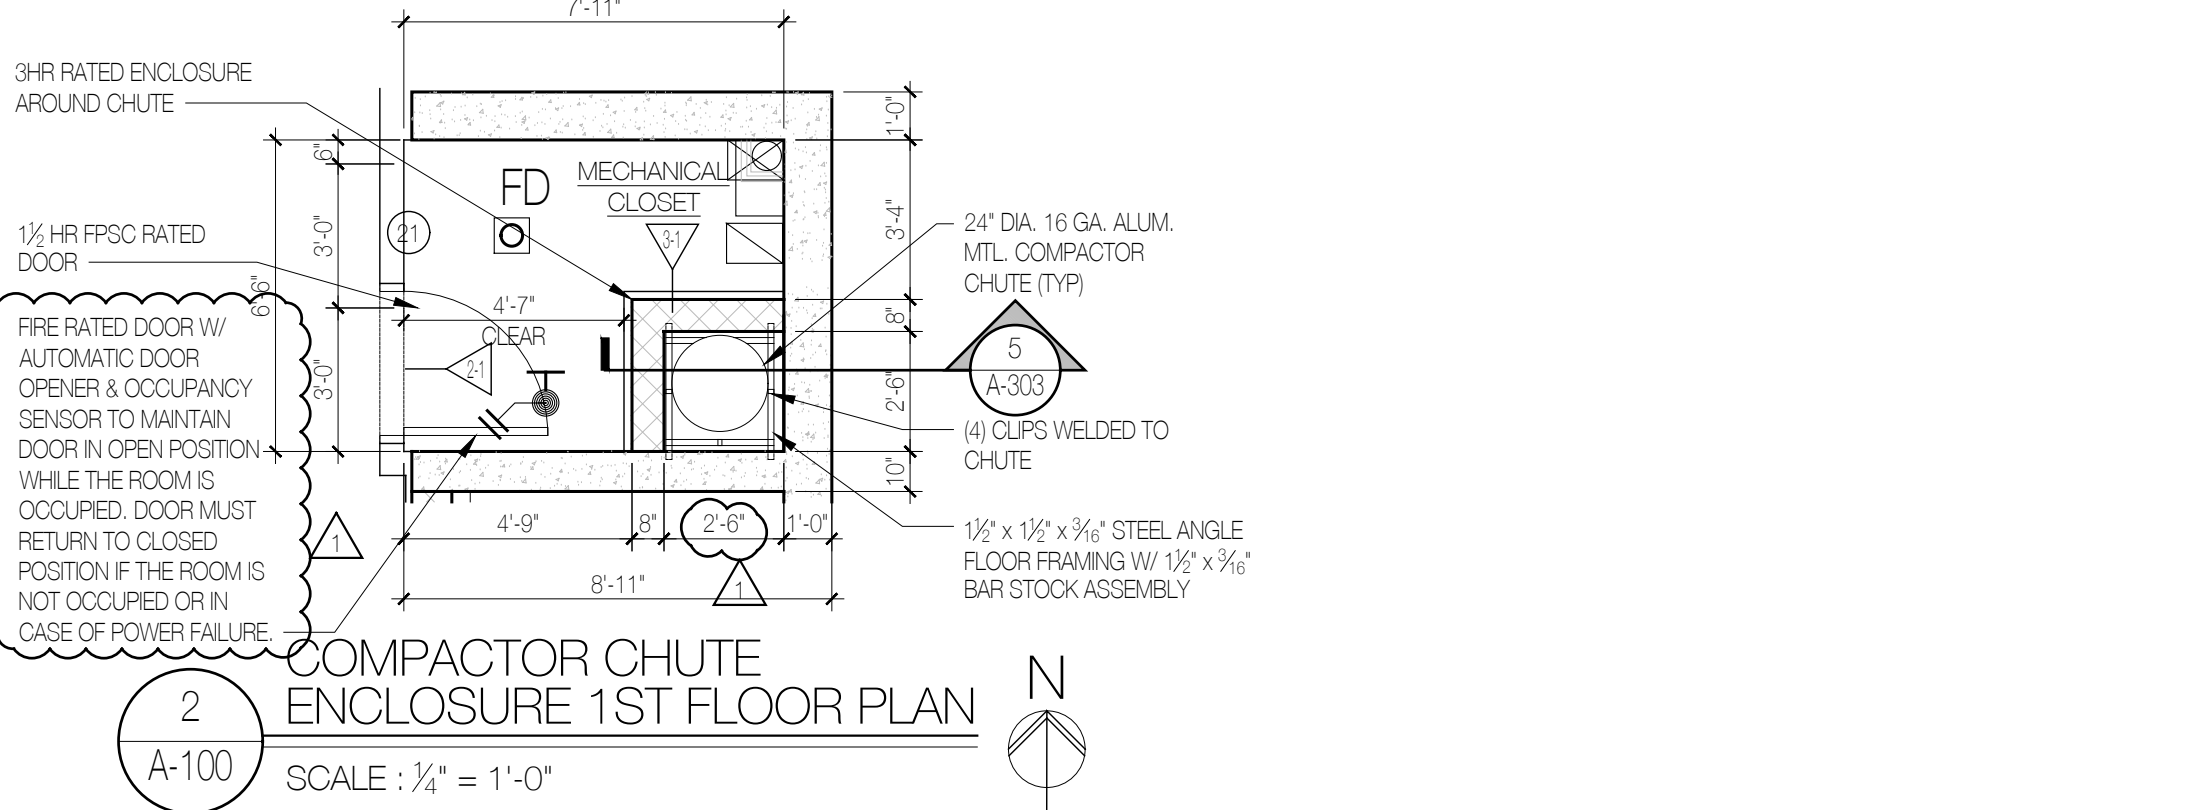 7'-11"
3HR RATED ENCLOSURE
AROUND CHUTE
1'-0"
6"
FD
MECHANICAL
CLOSET
3'-4"
24" DIA. 16 GA. ALUM.
MTL. COMPACTOR
CHUTE (TYP)
1½ HR FPSC RATED
DOOR
21
3'-0"
3-1
6'-6"
4'-7"
CLEAR
8"
5
A-303
2-1
3'-0"
2'-6"
FIRE RATED DOOR W/
AUTOMATIC DOOR
OPENER & OCCUPANCY
SENSOR TO MAINTAIN
DOOR IN OPEN POSITION
WHILE THE ROOM IS
OCCUPIED. DOOR MUST
RETURN TO CLOSED
POSITION IF THE ROOM IS
NOT OCCUPIED OR IN
CASE OF POWER FAILURE.
1
(4) CLIPS WELDED TO
CHUTE
10"
4'-9"
8"
2'-6"
1'-0"
1½" x 1½" x 3⁄16" STEEL ANGLE
FLOOR FRAMING W/ 1½" x 3⁄16"
BAR STOCK ASSEMBLY
8'-11"
1
COMPACTOR CHUTE
ENCLOSURE 1ST FLOOR PLAN
2
A-100
SCALE : ¼" = 1'-0"
N